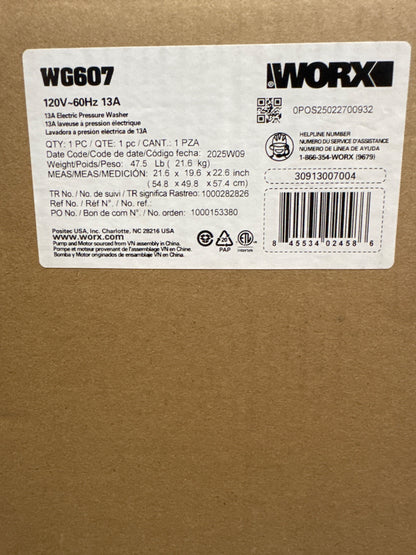 WG607
WORX
120V~60Hz 13A
13A Electric Pressure Washer
13A laveuse a pression électrique
Lavadora a presión eléctrica de 13A
0POS25022700932
QTY: 1 PC / QTE: 1 pc / CANT.: 1 PZA
Date Code/Code de date/Código fecha: 2025W09
Weight/Poids/Peso: 47.5 Lb ( 21.6 kg)
MEAS/MEAS/MEDICIÓN: 21.6 x 19.6 x 22.6 inch
( 54.8 x 49.8 x 57.4 cm)
HELPLINE NUMBER
NUMERO DU SERVICE D'ASSISTANCE
NÚMERO DE LÍNEA DE AYUDA
1-866-354-WORX (9679)
30913007004
TR No. / No. de suivi / TR significa Rastreo: 1000282826
Ref No. / Réf N°. / No. ref.:
PO No. / Bon de com N°. / No. orden: 1000153380
Positec USA, Inc. Charlotte, NC 28216 USA
www.worx.com
Pump and Motor sourced from VN assembly in China.
Pompe et moteur provenant de l'assemblage VN en Chine.
Bomba y Motor originados de ensamblaje VN en China.
20
PAP
ETL
Intertek
8 45534 02458 6